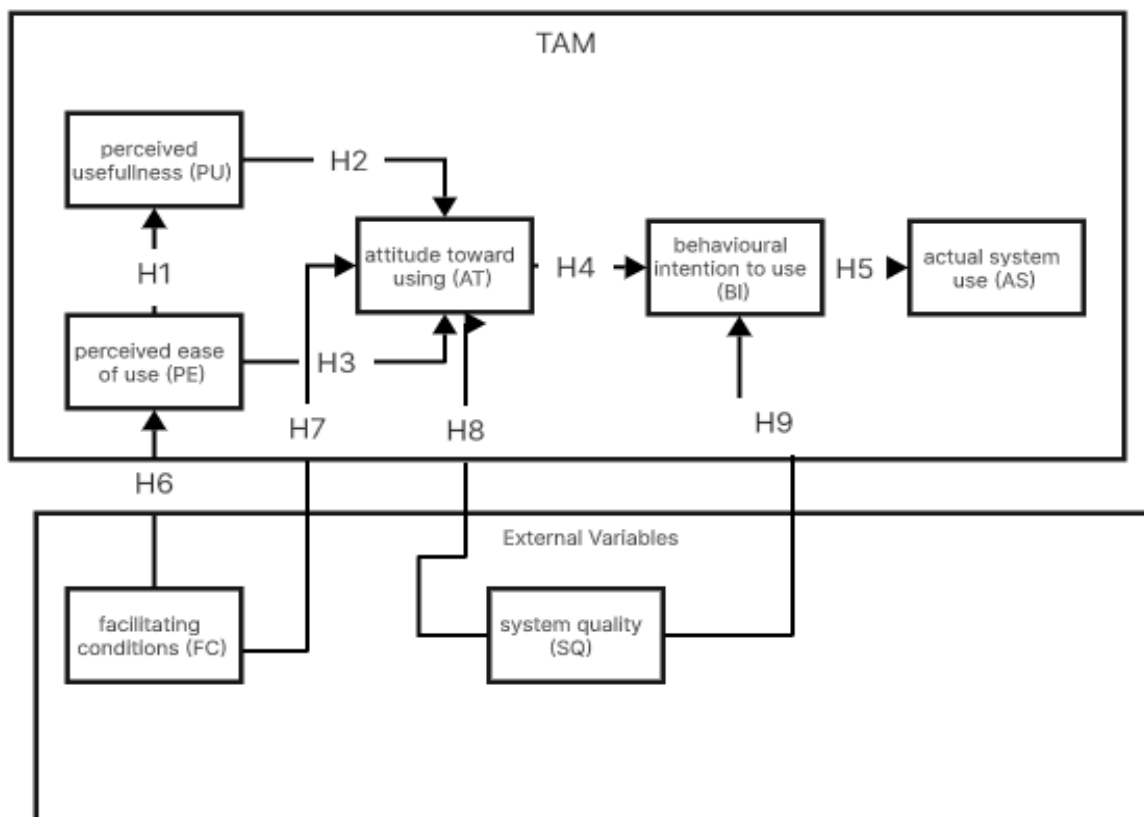 TAM
perceived
usefullness (PU)
H2
attitude toward
using (AT)
H4
behavioural
intention to use
(BI)
H5
actual system
use (AS)
H1
perceived ease
of use (PE)
H3
H7
H8
H9
H6
External Variables
facilitating
conditions (FC)
system quality
(SQ)